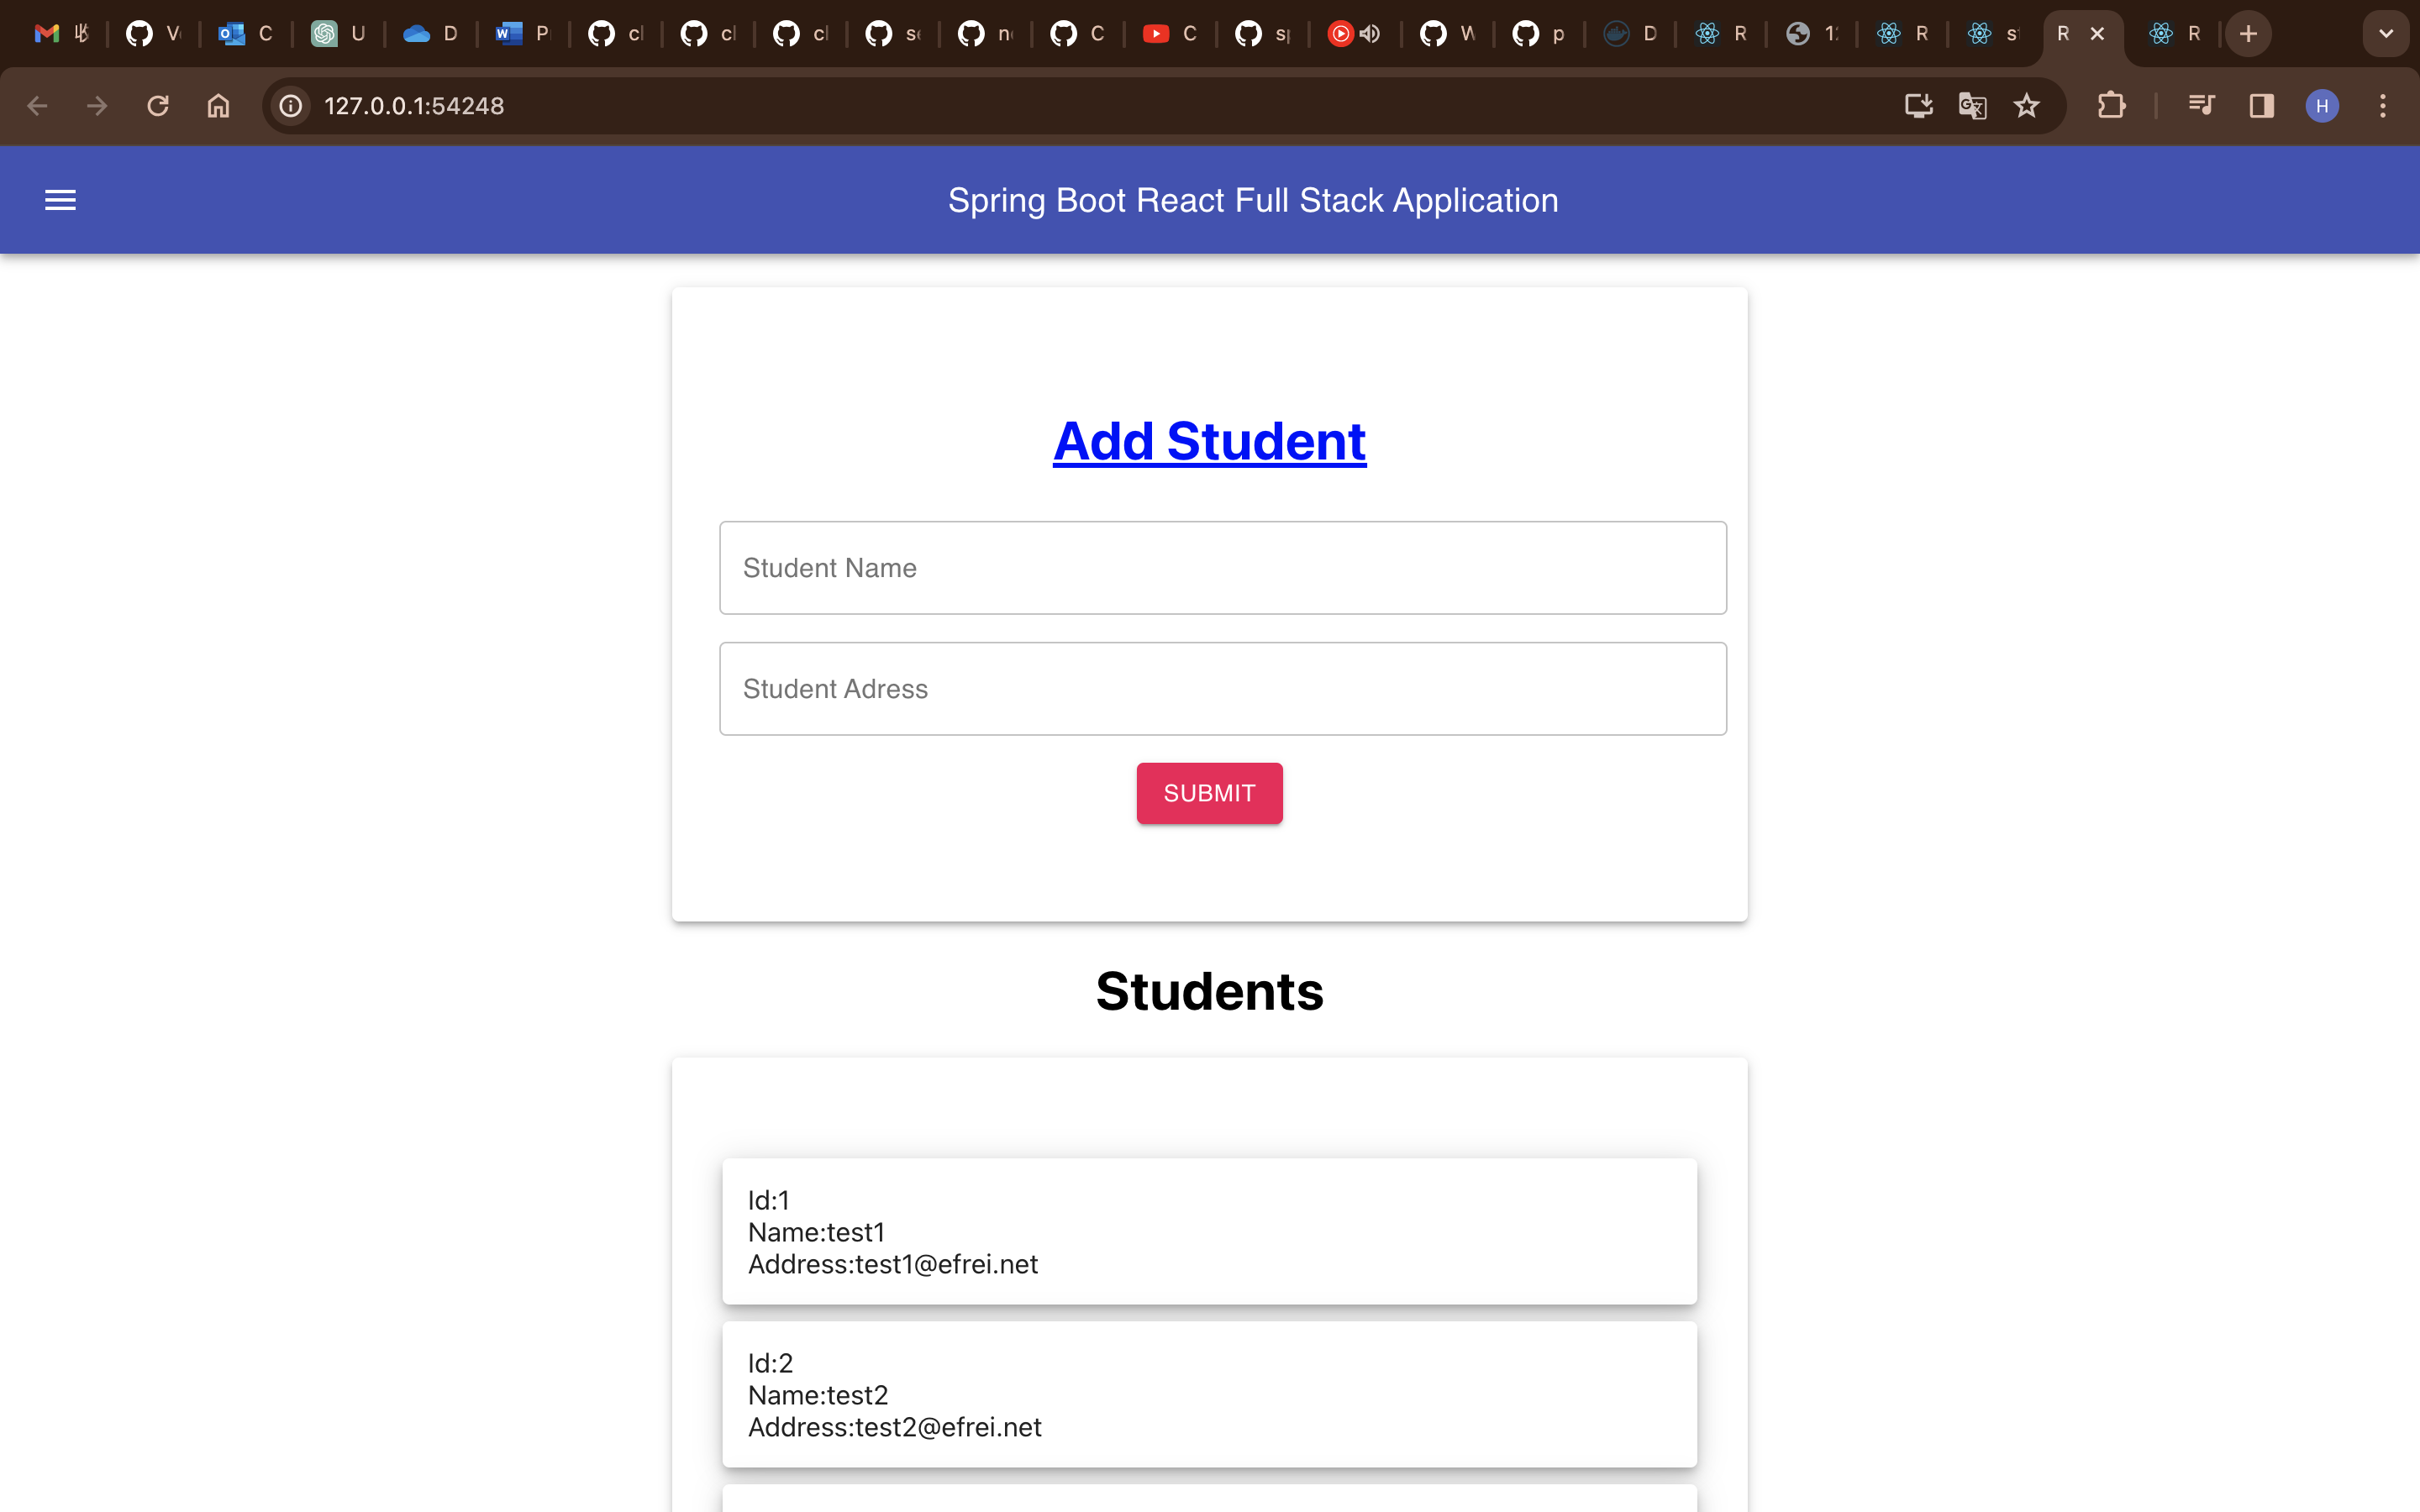 V
C
U
D
P
cl
cl
cl
C
C
W
p
D
R
R
R
R
127.0.0.1:54248
H
Spring Boot React Full Stack Application
Add Student
Student Name
Student Adress
SUBMIT
Students
Id:1
Name:test1
Address:test1@efrei.net
Id:2
Name:test2
Address:test2@efrei.net